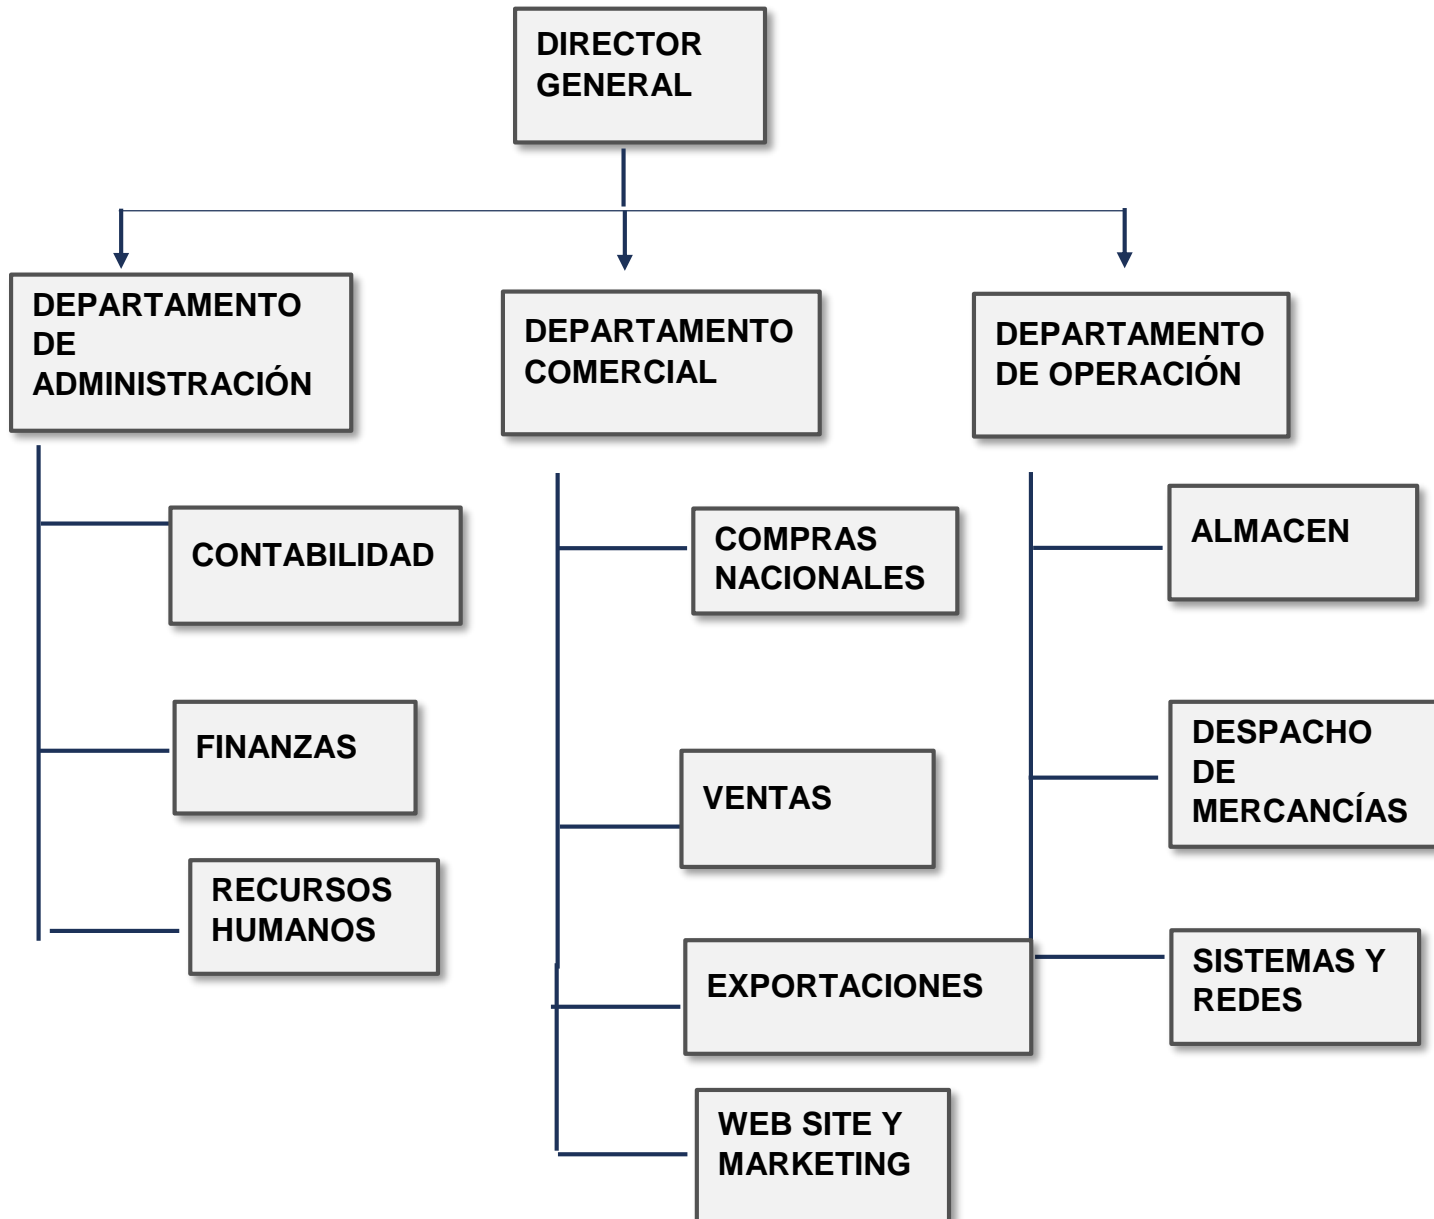 DIRECTOR
GENERAL
DEPARTAMENTO
DE
ADMINISTRACIÓN
DEPARTAMENTO
COMERCIAL
DEPARTAMENTO
DE OPERACIÓN
CONTABILIDAD
FINANZAS
RECURSOS
HUMANOS
COMPRAS
NACIONALES
VENTAS
EXPORTACIONES
WEB SITE Y
MARKETING
ALMACEN
DESPACHO
DE
MERCANCÍAS
SISTEMAS Y
REDES